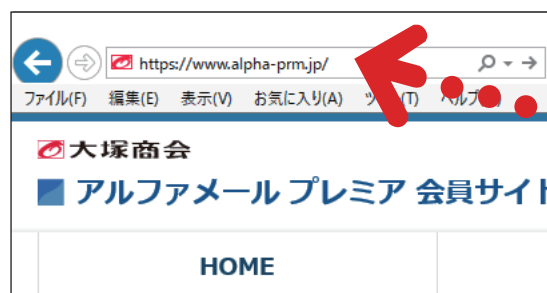 https://www.alpha-prm.jp/
ファイル(F) 編集(E) 表示(V) お気に入り(A)
大塚商会
アルファメール プレミア 会員サイト
HOME